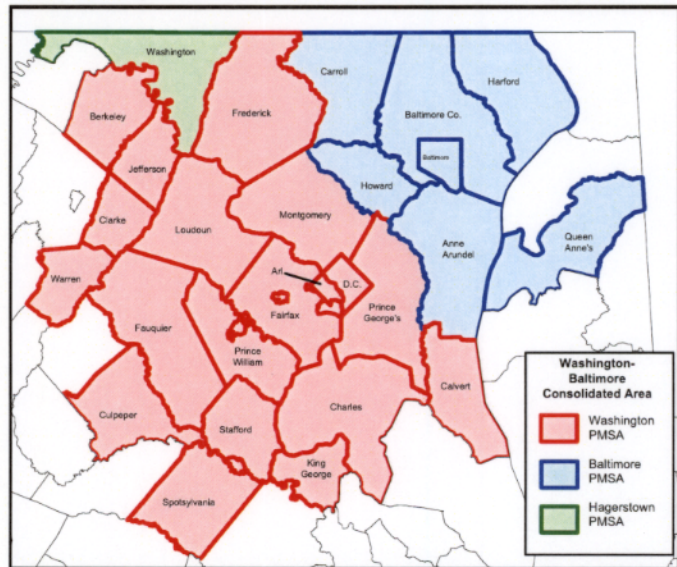 Washington
Carroll
Harford
Frederick
Baltimore Co.
Berkeley
Baltimore
Jefferson
Howard
Montgomery
Clarke
Loudoun
Anne
Arundel
Queen
Anne's
Arl.
D.C.
Warren
Fairfax
Prince
George's
Fauquier
Prince
William
Calvert
Culpeper
Stafford
Charles
King
George
Spotsylvania
Washington-
Baltimore
Consolidated Area
Washington
PMSA
Baltimore
PMSA
Hagerstown
PMSA